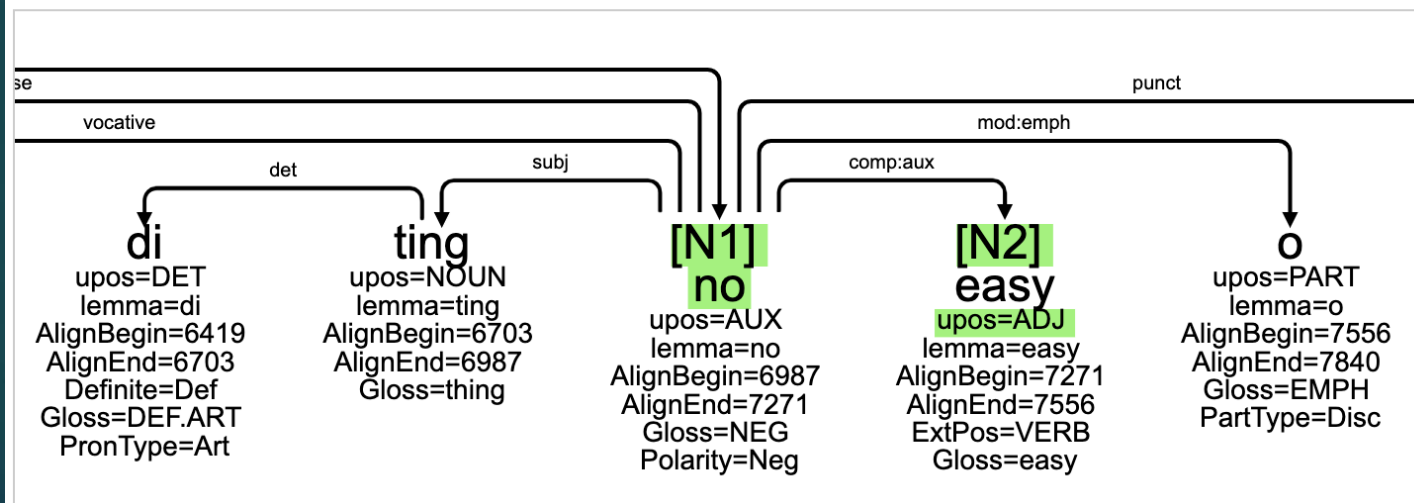 se
punct
vocative
mod:emph
det
subj
comp:aux
di ting [N1] [N2] o
no easy
upos=DET upos=NOUN upos=AUX upos=ADJ upos=PART
lemma=di lemma=ting lemma=no lemma=easy lemma=o
AlignBegin=6419 AlignBegin=6703 AlignBegin=6987 AlignBegin=7271 AlignBegin=7556
AlignEnd=6703 AlignEnd=6987 AlignEnd=7271 AlignEnd=7556 AlignEnd=7840
Definite=Def Gloss=thing Gloss=NEG ExtPos=VERB Gloss=EMPH
Gloss=DEF.ART Polarity=Neg Gloss=easy PartType=Disc
PronType=Art